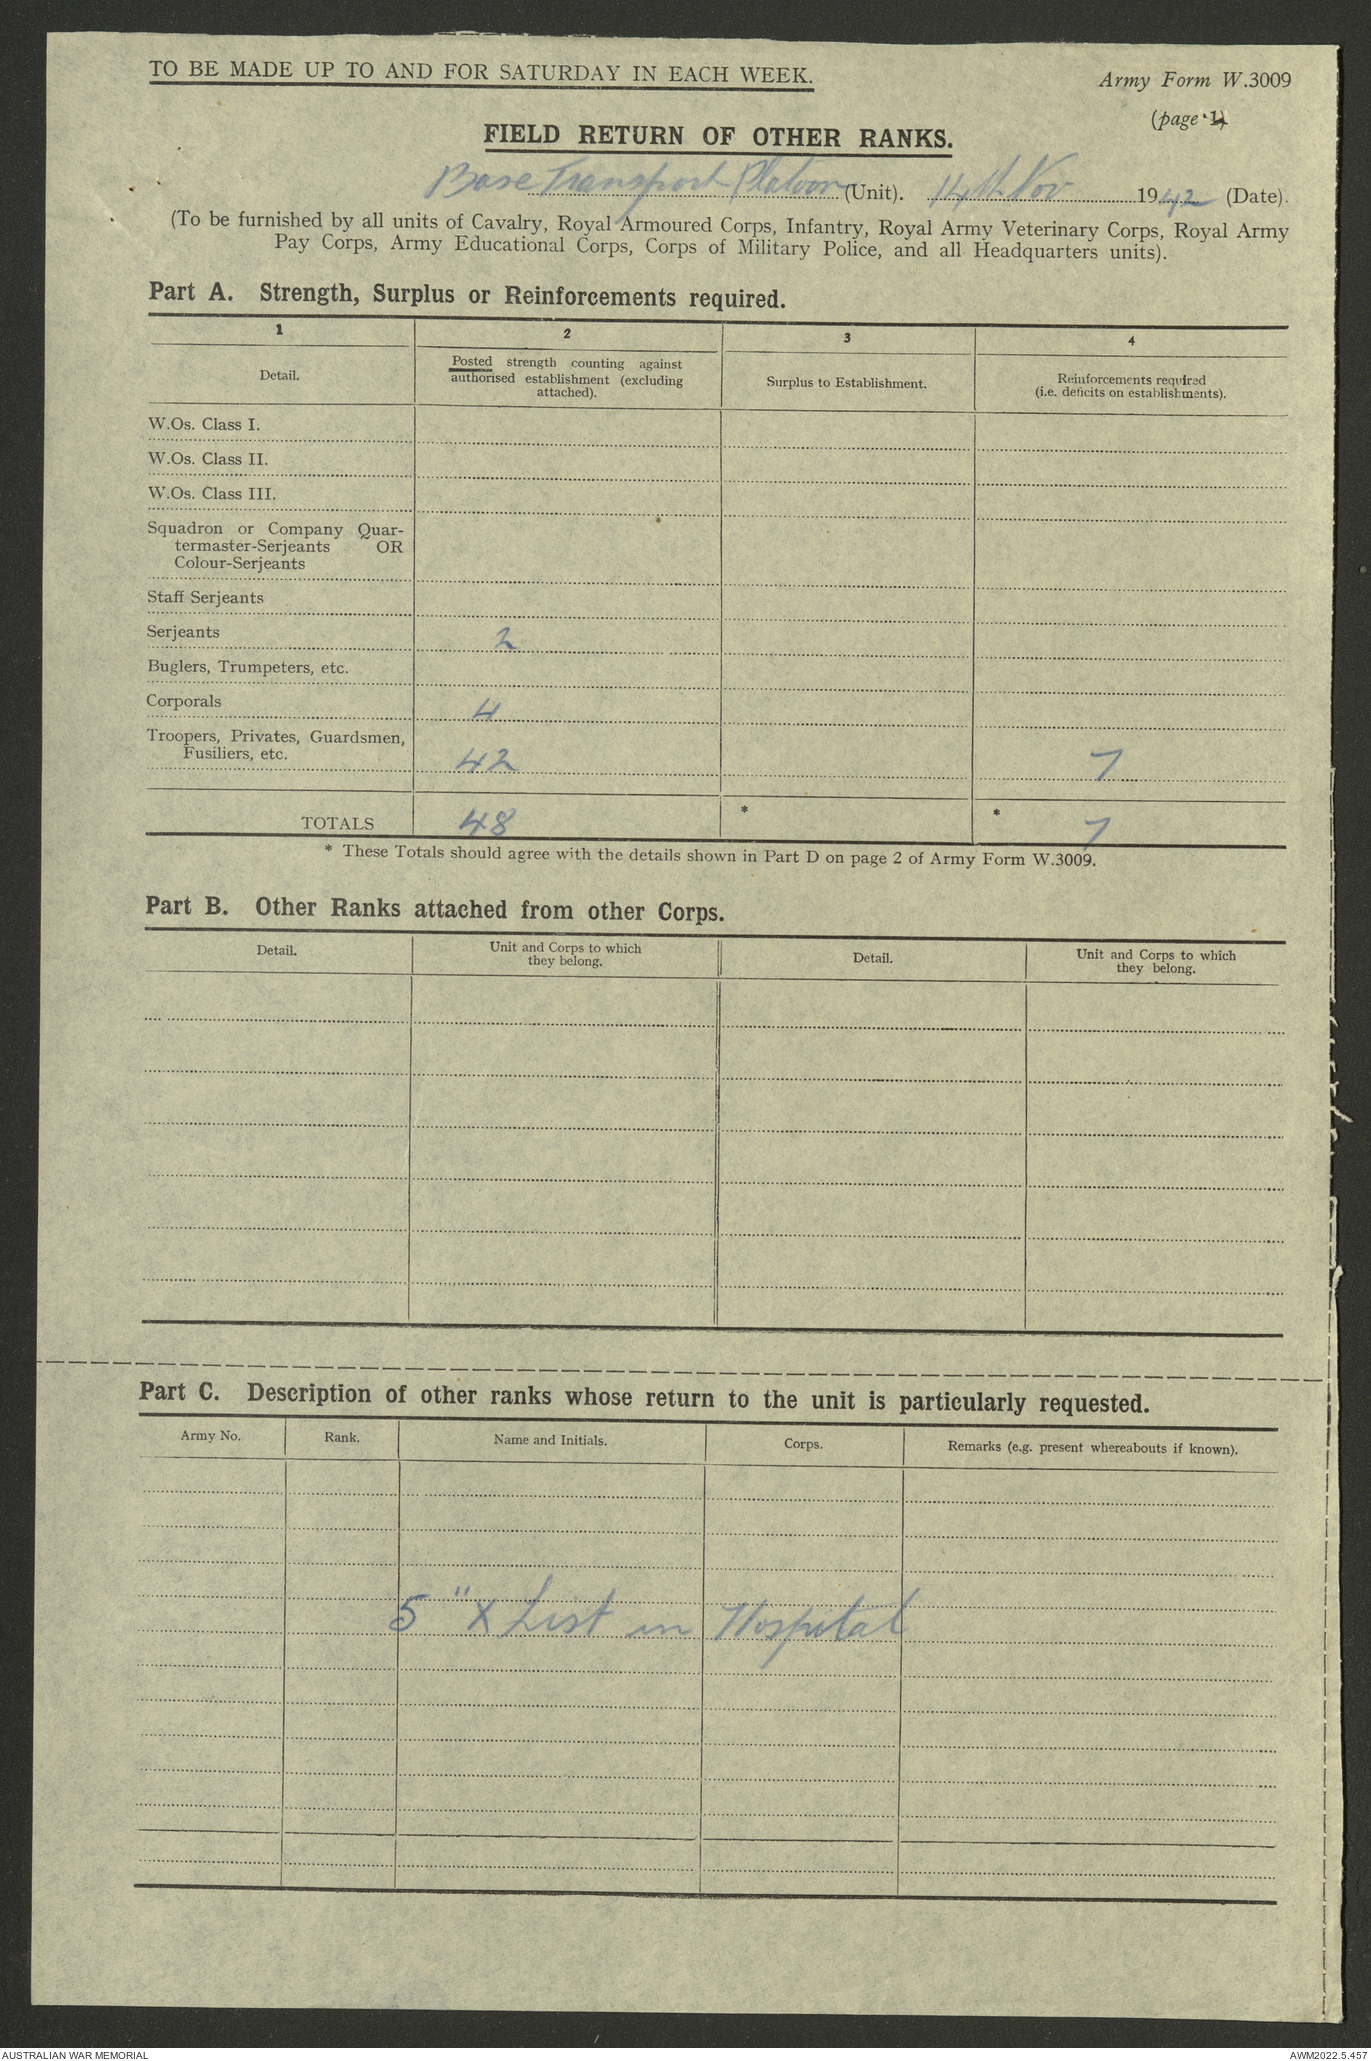 TO BE MADE UP TO AND FOR SATURDAY IN EACH WEEK.
Army Form W.3009
(page 1)
FIELD RETURN OF OTHER RANKS.
Base Transport Platoon (Unit). 14th Nov 1942 (Date).
(To be furnished by all units of Cavalry, Royal Armoured Corps, Infantry, Royal Army Veterinary Corps, Royal Army
Pay Corps, Army Educational Corps, Corps of Military Police, and all Headquarters units).
Part A. Strength, Surplus or Reinforcements required.
1 2 3 4
Detail.
Posted strength counting against
authorised establishment (excluding
attached).
Surplus to Establishment.
Reinforcements required
(i.e. deficits on establishments).
W.Os. Class I.
W.Os. Class II.
W.Os. Class III.
Squadron or Company Quar-
termaster-Serjeants OR
Colour-Serjeants
Staff Serjeants
Serjeants 2
Buglers, Trumpeters, etc.
Corporals 4
Troopers, Privates, Guardsmen,
Fusiliers, etc. 42 7
TOTALS 48 * * 7
* These Totals should agree with the details shown in Part D on page 2 of Army Form W.3009.
Part B. Other Ranks attached from other Corps.
Detail.
Unit and Corps to which
they belong.
Detail.
Unit and Corps to which
they belong.
Part C. Description of other ranks whose return to the unit is particularly requested.
Army No. Rank. Name and Initials. Corps. Remarks (e.g. present whereabouts if known).
5 "X List in Hospital
AUSTRALIAN WAR MEMORIAL
AWM2022.5.457